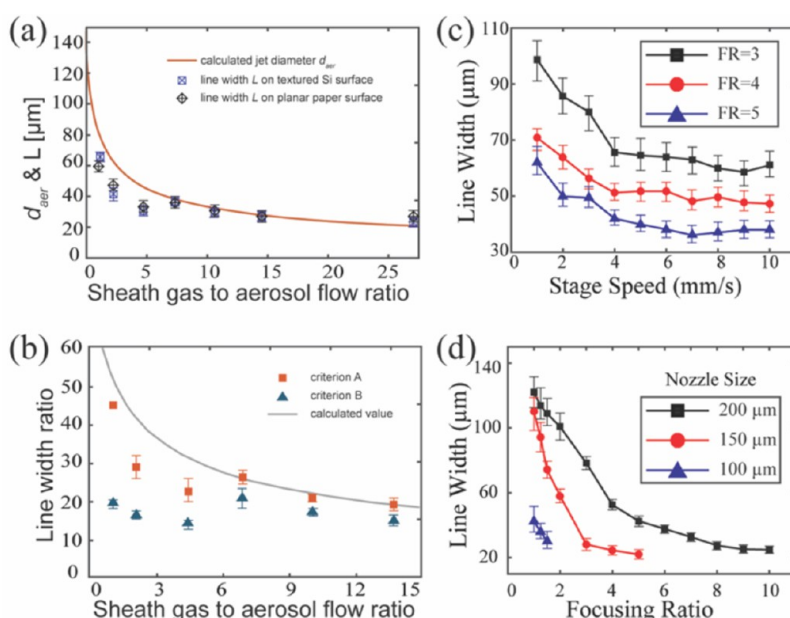 (a)
140
120
100
80
60
40
20
0
d_aer & L [μm]
calculated jet diameter d_aer
line width L on textured Si surface
line width L on planar paper surface
0 5 10 15 20 25
Sheath gas to aerosol flow ratio
(c)
110
90
70
50
30
Line Width (μm)
FR=3
FR=4
FR=5
0 2 4 6 8 10
Stage Speed (mm/s)
(b)
60
50
40
30
20
10
0
Line width ratio
criterion A
criterion B
calculated value
0 3 6 9 12 15
Sheath gas to aerosol flow ratio
(d)
140
100
60
20
Line Width (μm)
Nozzle Size
200 μm
150 μm
100 μm
0 2 4 6 8 10
Focusing Ratio